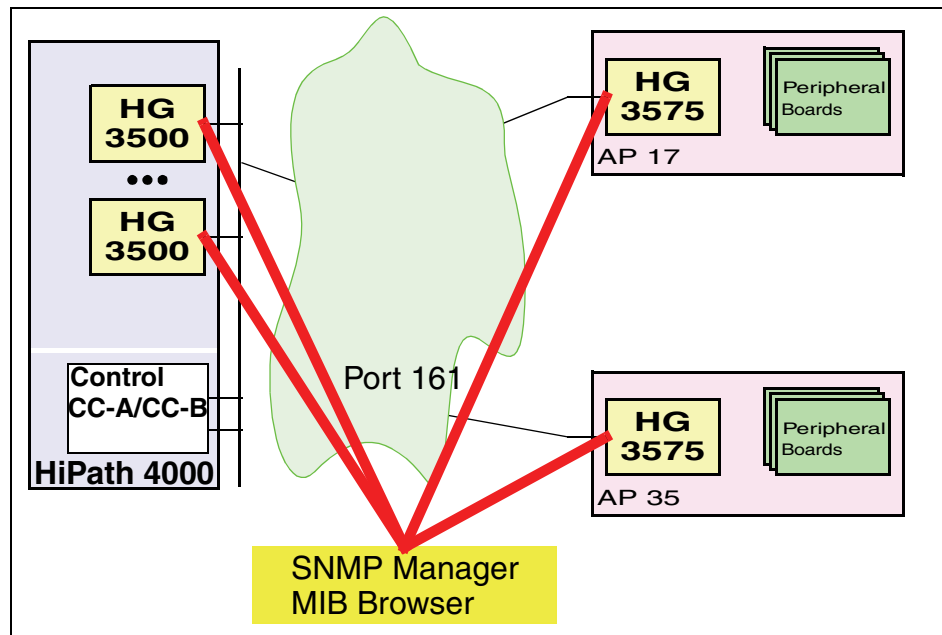 HG
3500
•••
HG
3500
Control
CC-A/CC-B
HiPath 4000
Port 161
HG
3575
Peripheral
Boards
AP 17
HG
3575
Peripheral
Boards
AP 35
SNMP Manager
MIB Browser